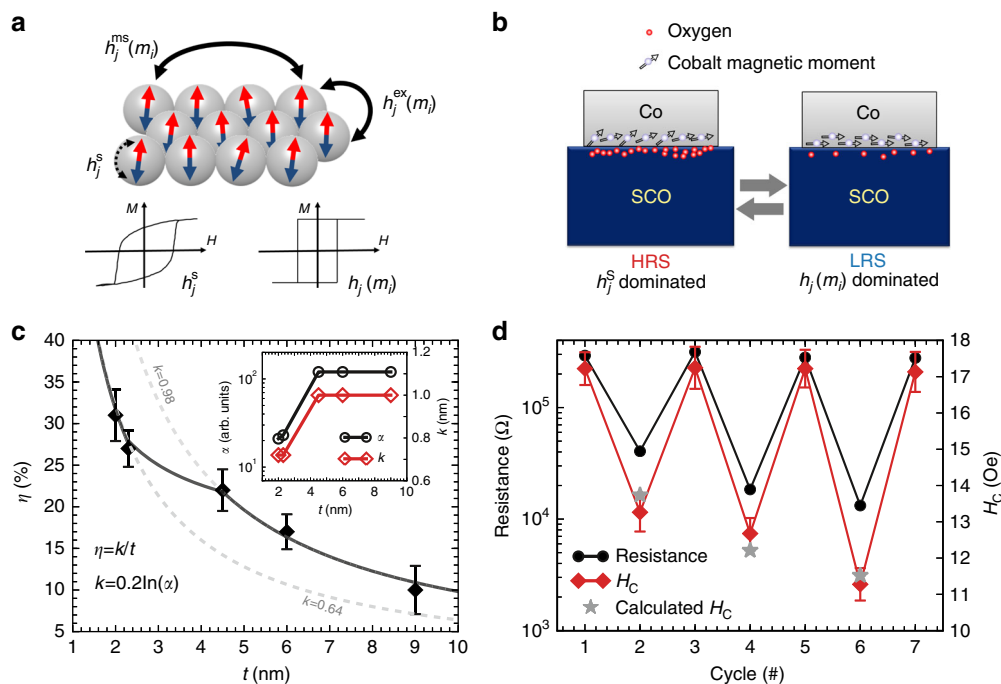 a
h_j^ms(m_i)
h_j^ex(m_i)
h_j^s
M
H
h_j^s
M
H
h_j(m_i)
b
Oxygen
Cobalt magnetic moment
Co
SCO
HRS
h_j^S dominated
Co
SCO
LRS
h_j(m_i) dominated
c
η (%)
40
35
30
25
20
15
10
5
1 2 3 4 5 6 7 8 9 10
t (nm)
k=0.98
k=0.64
η=k/t
k=0.2ln(α)
α (arb. units)
10^2
10^1
k (nm)
1.2
1.0
0.8
0.6
0 2 4 6 8 10
t (nm)
α
k
d
Resistance (Ω)
10^5
10^4
10^3
H_C (Oe)
18
17
16
15
14
13
12
11
10
1 2 3 4 5 6 7
Cycle (#)
Resistance
H_C
Calculated H_C